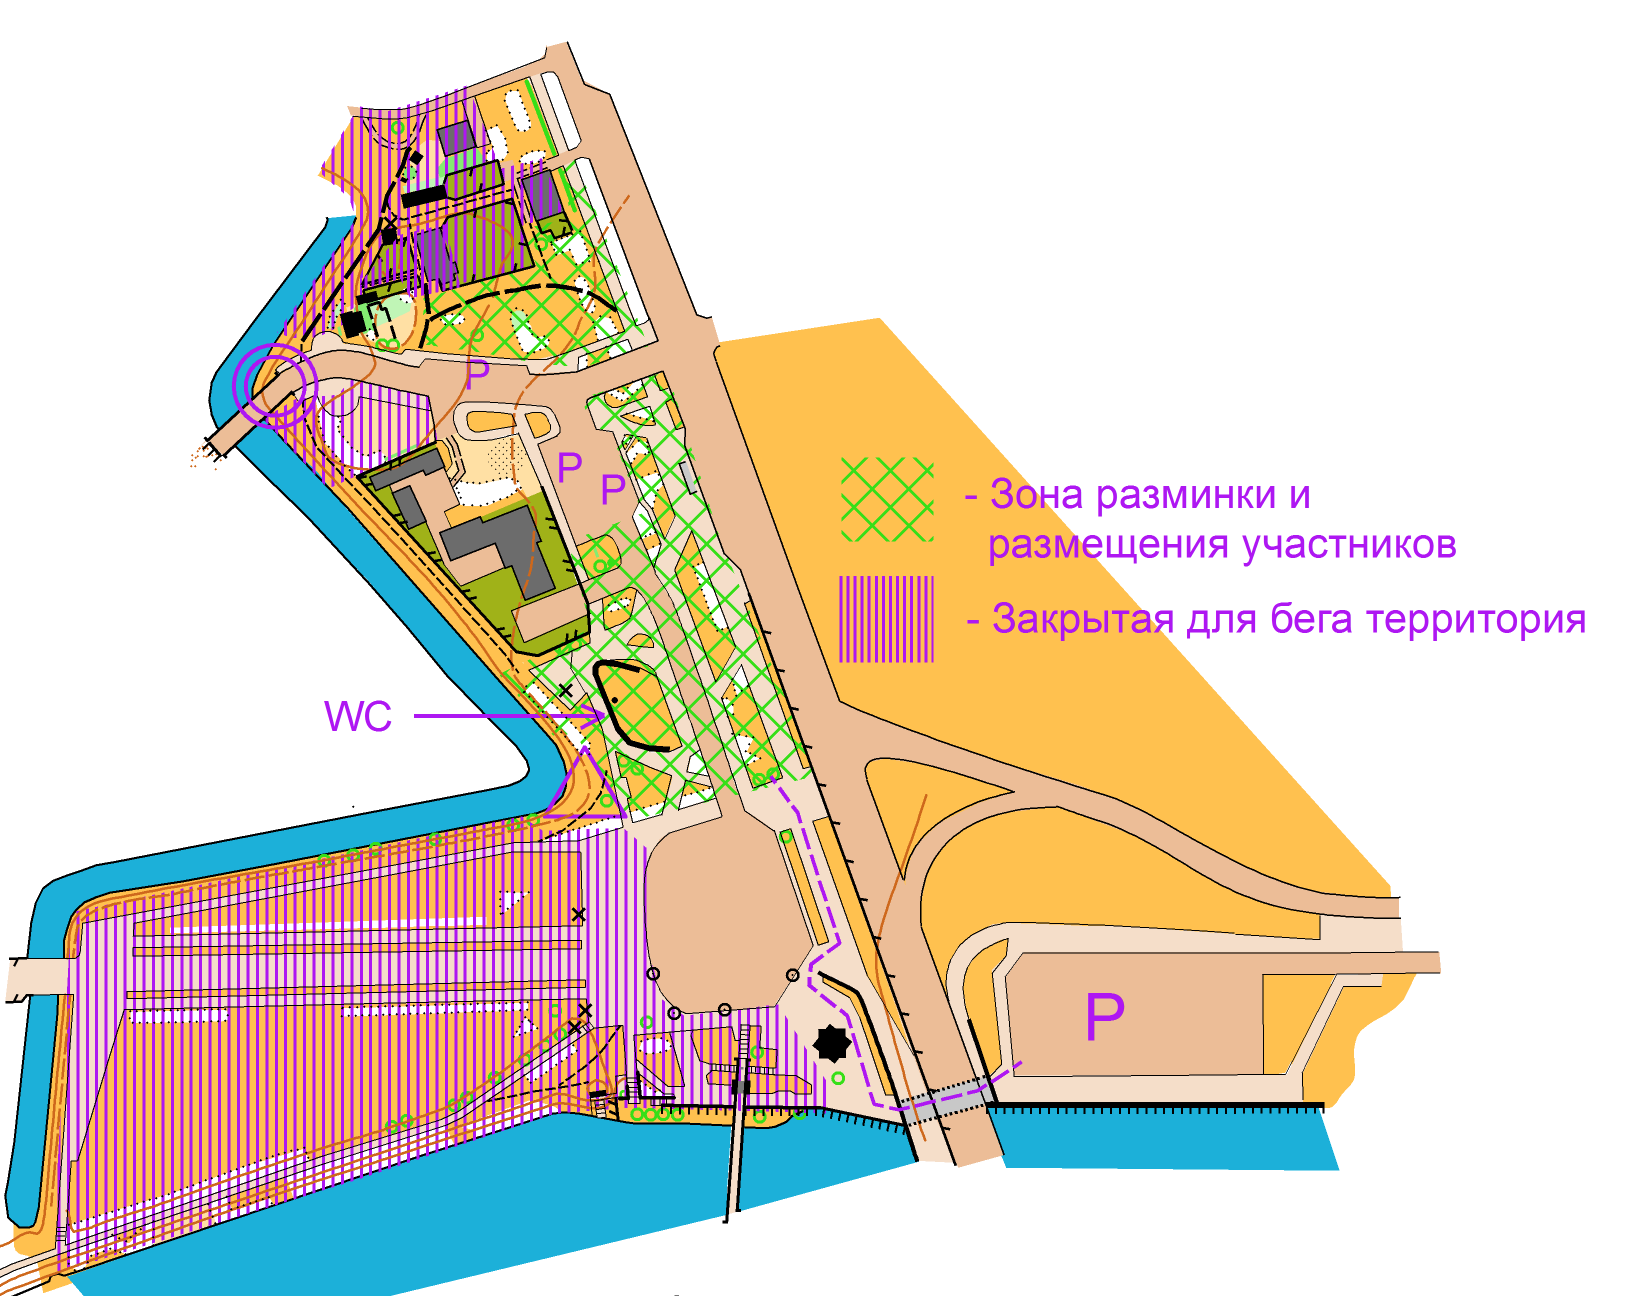 P
P
P
- Зона разминки и
размещения участников
- Закрытая для бега территория
WC
P